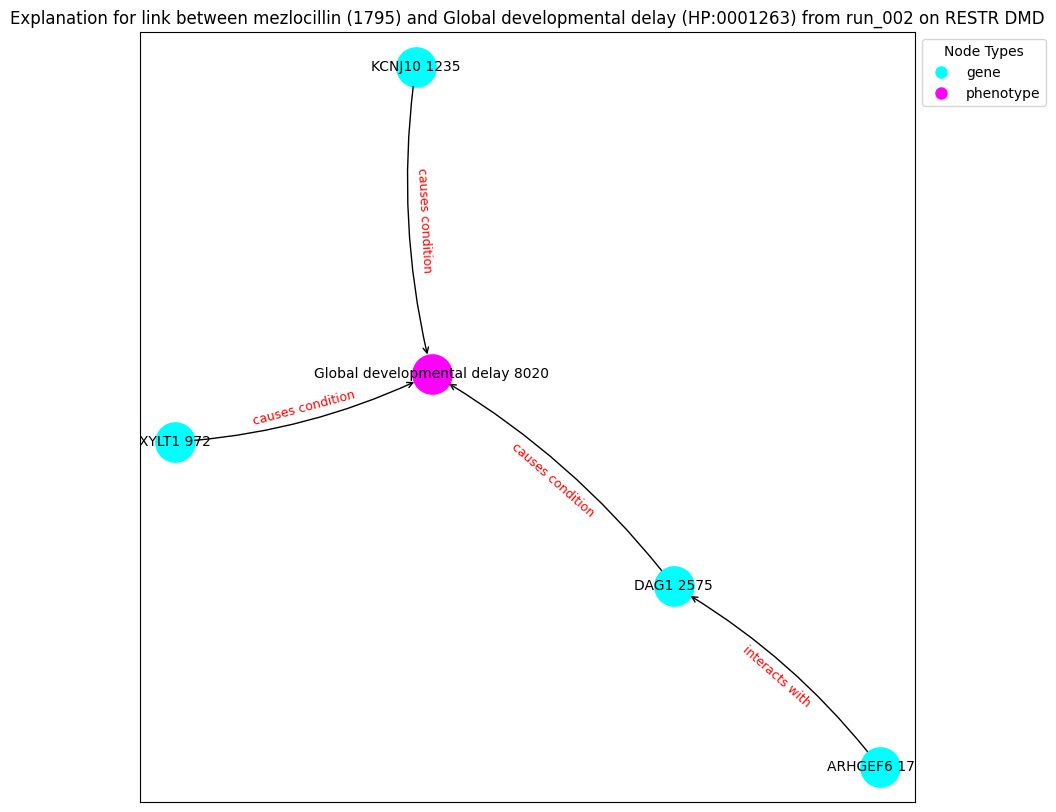 Explanation for link between mezlocillin (1795) and Global developmental delay (HP:0001263) from run_002 on RESTR DMD
Node Types
gene
phenotype
KCNJ10 1235
causes condition
Global developmental delay 8020
causes condition
XYLT1 972
causes condition
DAG1 2575
interacts with
ARHGEF6 17